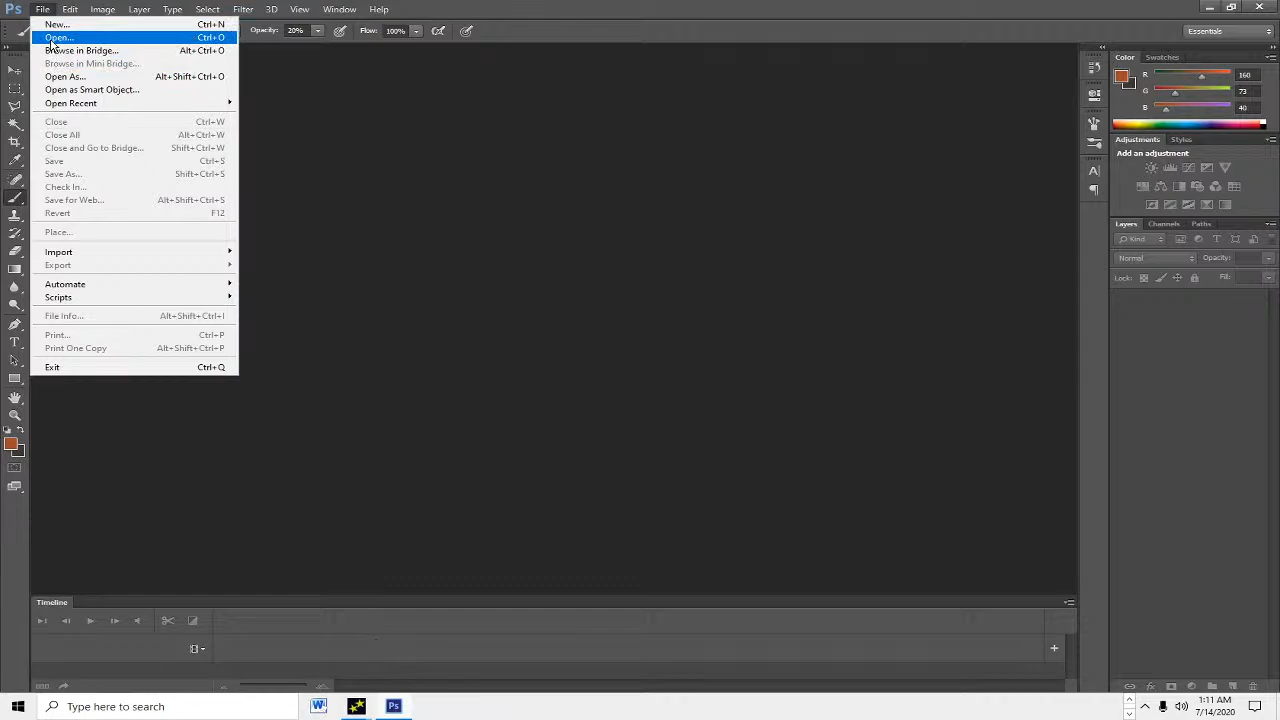 Ps File Edit Image Layer Type Select Filter 3D View Window Help
Opacity: 20% Flow: 100% Essentials
New... Ctrl+N
Open... Ctrl+O
Browse in Bridge... Alt+Ctrl+O
Browse in Mini Bridge...
Open As... Alt+Shift+Ctrl+O
Open as Smart Object...
Open Recent
Close Ctrl+W
Close All Alt+Ctrl+W
Close and Go to Bridge... Shift+Ctrl+W
Save Ctrl+S
Save As... Shift+Ctrl+S
Check In...
Save for Web... Alt+Shift+Ctrl+S
Revert F12
Place...
Import
Export
Automate
Scripts
File Info... Alt+Shift+Ctrl+I
Print... Ctrl+P
Print One Copy Alt+Shift+Ctrl+P
Exit Ctrl+Q
Color Swatches
R 160
G 73
B 40
Adjustments Styles
Add an adjustment
Layers Channels Paths
Kind
Normal Opacity:
Lock: Fill:
Timeline
Type here to search
W
Ps
1:11 AM
7/14/2020